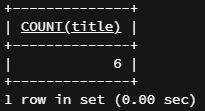 +--------------+
| COUNT(title) |
+--------------+
|            6 |
+--------------+
1 row in set (0.00 sec)